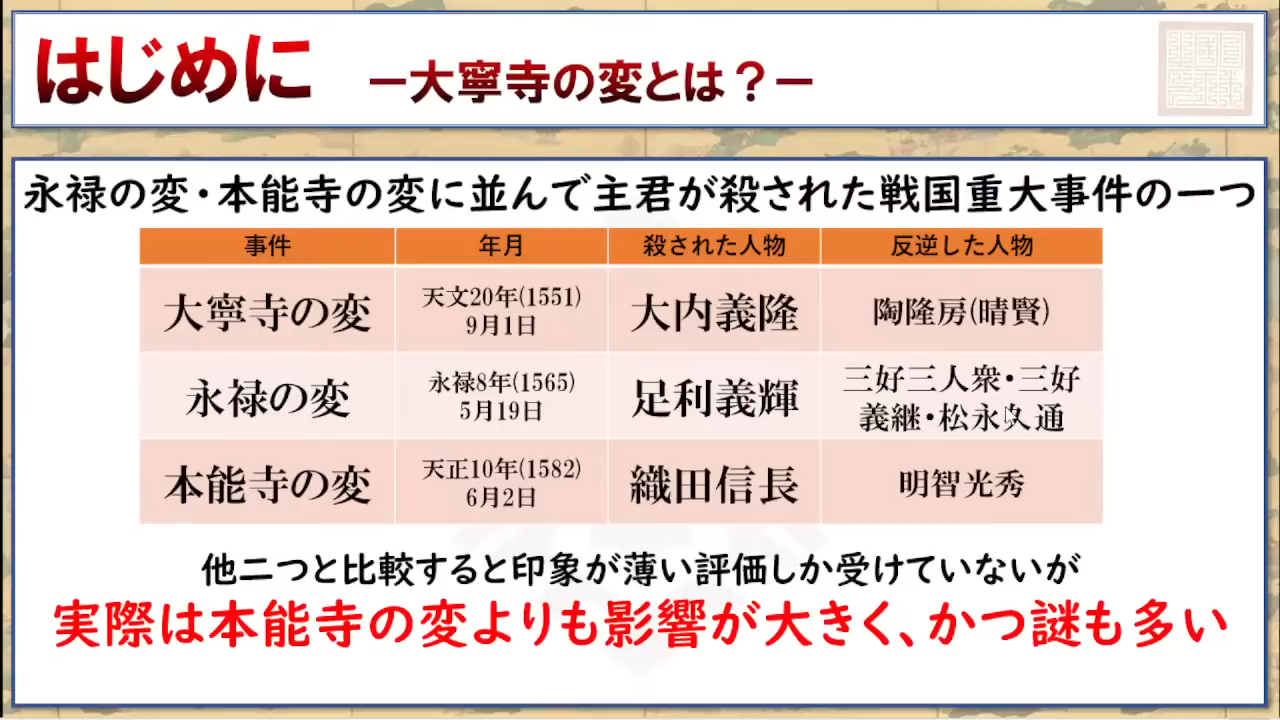 はじめに ー大寧寺の変とは？ー
永禄の変・本能寺の変に並んで主君が殺された戦国重大事件の一つ
事件 年月 殺された人物 反逆した人物
大寧寺の変 天文20年(1551) 9月1日 大内義隆 陶隆房(晴賢)
永禄の変 永禄8年(1565) 5月19日 足利義輝 三好三人衆・三好義継・松永久通
本能寺の変 天正10年(1582) 6月2日 織田信長 明智光秀
他二つと比較すると印象が薄い評価しか受けていないが
実際は本能寺の変よりも影響が大きく、かつ謎も多い